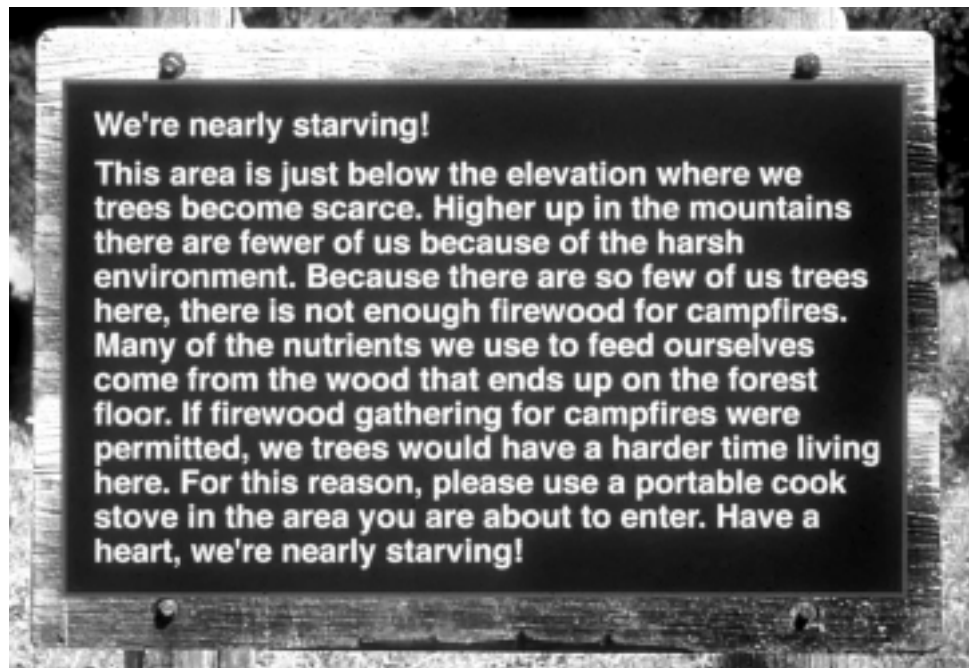 We're nearly starving!
This area is just below the elevation where we
trees become scarce. Higher up in the mountains
there are fewer of us because of the harsh
environment. Because there are so few of us trees
here, there is not enough firewood for campfires.
Many of the nutrients we use to feed ourselves
come from the wood that ends up on the forest
floor. If firewood gathering for campfires were
permitted, we trees would have a harder time living
here. For this reason, please use a portable cook
stove in the area you are about to enter. Have a
heart, we're nearly starving!